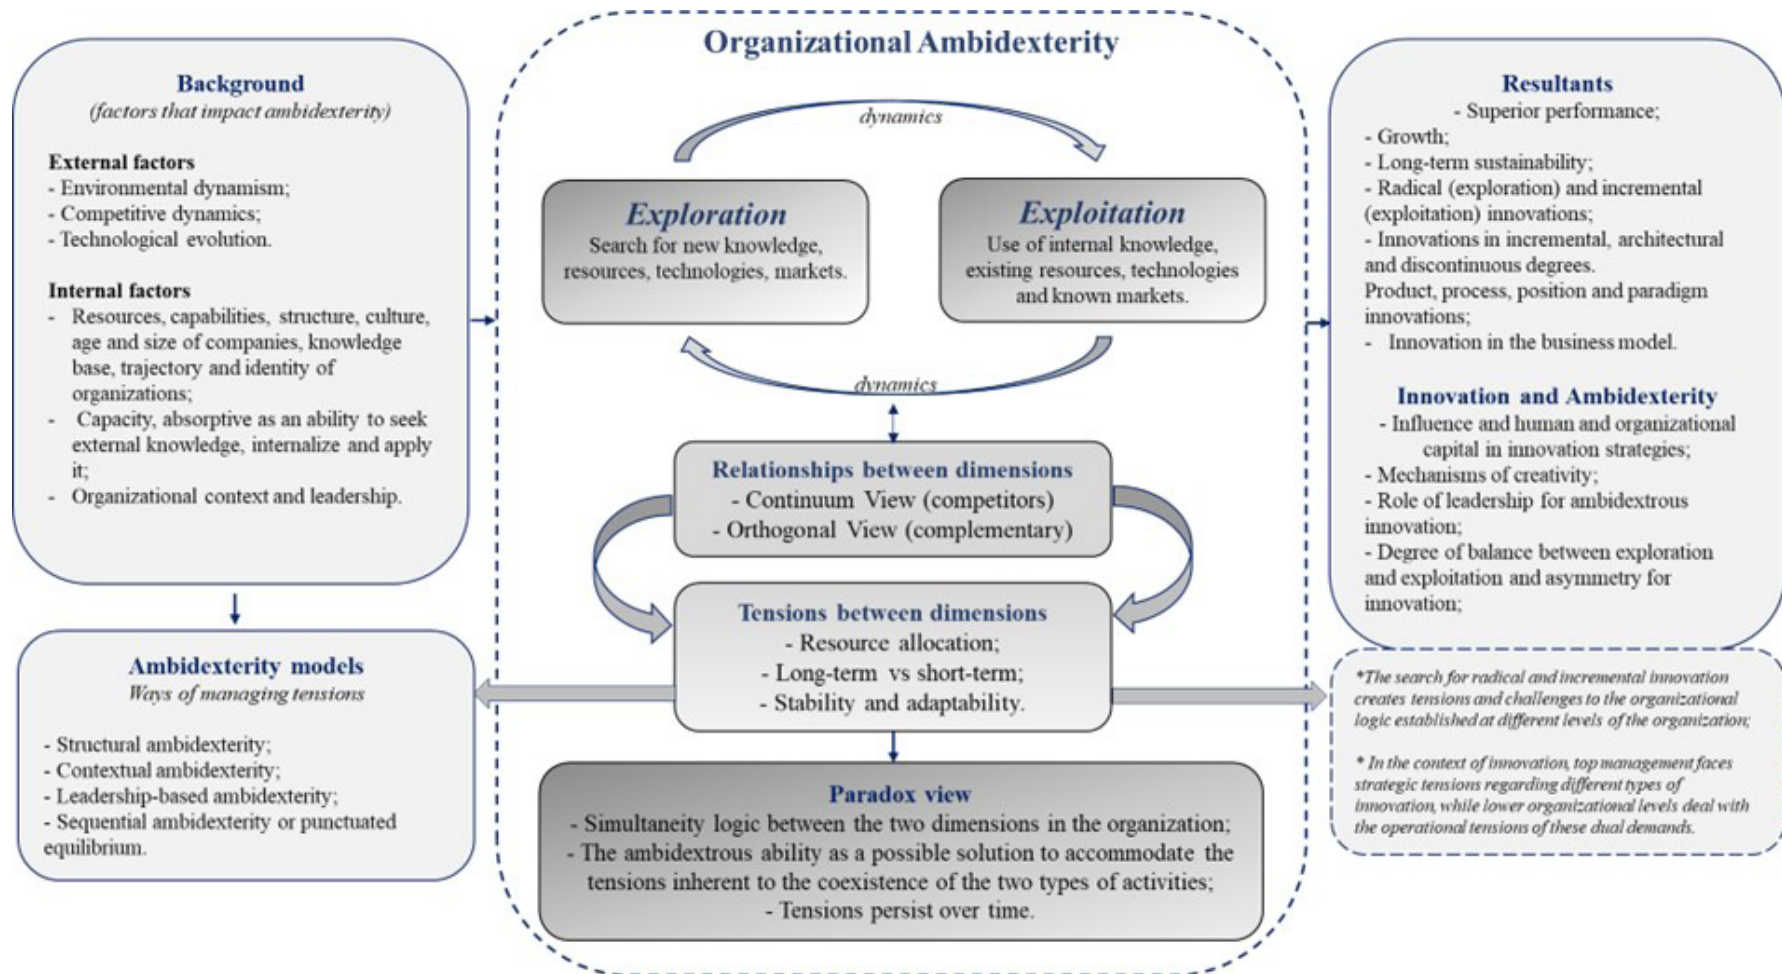 Organizational Ambidexterity
Background
(factors that impact ambidexterity)
External factors
- Environmental dynamism;
- Competitive dynamics;
- Technological evolution.
Internal factors
- Resources, capabilities, structure, culture,
age and size of companies, knowledge
base, trajectory and identity of
organizations;
- Capacity, absorptive as an ability to seek
external knowledge, internalize and apply
it;
- Organizational context and leadership.
Ambidexterity models
Ways of managing tensions
- Structural ambidexterity;
- Contextual ambidexterity;
- Leadership-based ambidexterity;
- Sequential ambidexterity or punctuated
equilibrium.
dynamics
Exploration
Search for new knowledge,
resources, technologies, markets.
Exploitation
Use of internal knowledge,
existing resources, technologies
and known markets.
dynamics
Relationships between dimensions
- Continuum View (competitors)
- Orthogonal View (complementary)
Tensions between dimensions
- Resource allocation;
- Long-term vs short-term;
- Stability and adaptability.
Paradox view
- Simultaneity logic between the two dimensions in the organization;
- The ambidextrous ability as a possible solution to accommodate the
tensions inherent to the coexistence of the two types of activities;
- Tensions persist over time.
Resultants
- Superior performance;
- Growth;
- Long-term sustainability;
- Radical (exploration) and incremental
(exploitation) innovations;
- Innovations in incremental, architectural
and discontinuous degrees.
Product, process, position and paradigm
innovations;
- Innovation in the business model.
Innovation and Ambidexterity
- Influence and human and organizational
capital in innovation strategies;
- Mechanisms of creativity;
- Role of leadership for ambidextrous
innovation;
- Degree of balance between exploration
and exploitation and asymmetry for
innovation;
*The search for radical and incremental innovation
creates tensions and challenges to the organizational
logic established at different levels of the organization;
* In the context of innovation, top management faces
strategic tensions regarding different types of
innovation, while lower organizational levels deal with
the operational tensions of these dual demands.